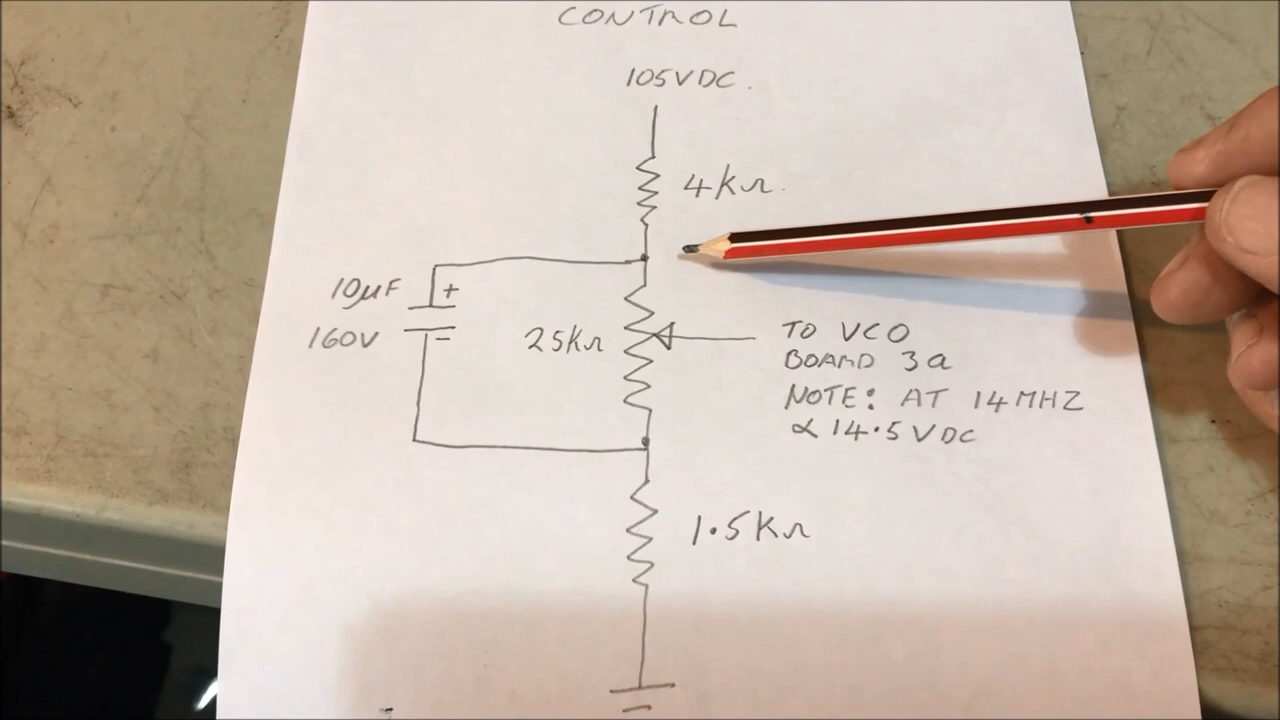 CONTROL
105VDC.
4KΩ.
10μF +
160V -
25KΩ
TO VCO
BOARD 3a
NOTE: AT 14MHZ
∝ 14.5VDC
1.5KΩ